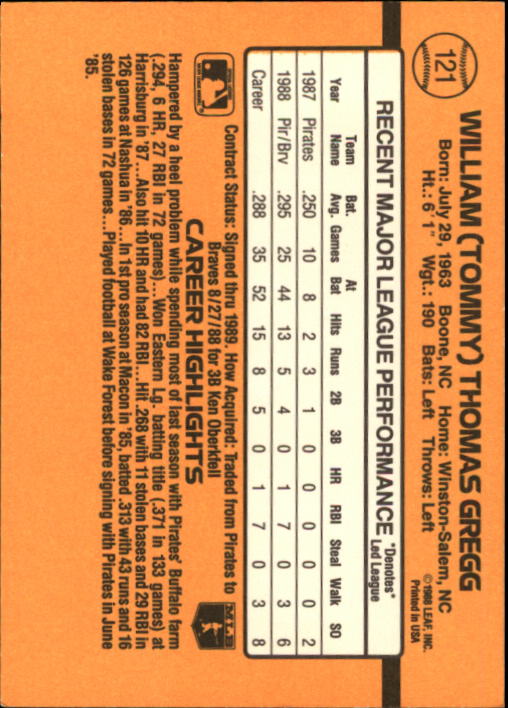 121
WILLIAM (TOMMY) THOMAS GREGG
Born: July 29, 1963 Boone, NC Home: Winston-Salem, NC
Ht.: 6' 1" Wgt.: 190 Bats: Left Throws: Left
©1988 LEAF, INC.
Printed in USA
RECENT MAJOR LEAGUE PERFORMANCE
*Denotes*
Led League
Year Team Name Bat. Avg. Games At Bat Hits Runs 2B 3B HR RBI Steal Walk SO
1987 Pirates .250 10 8 2 3 1 0 0 0 0 0 2
1988 Pir/Brv .295 25 44 13 5 4 0 1 7 0 3 6
Career .288 35 52 15 8 5 0 1 7 0 3 8
Contract Status: Signed thru 1989. How Acquired: Traded from Pirates to
Braves 8/27/88 for 3B Ken Oberkfell
CAREER HIGHLIGHTS
MLB
Hampered by a heel problem while spending most of last season with Pirates' Buffalo farm
(.294, 6 HR, 27 RBI in 72 games)...Won Eastern Lg. batting title (.371 in 133 games) at
Harrisburg in '87...Also hit 10 HR and had 82 RBI...Hit .268 with 11 stolen bases and 29 RBI in
126 games at Nashua in '86...In 1st pro season at Macon in '85, batted .313 with 43 runs and 16
stolen bases in 72 games...Played football at Wake Forest before signing with Pirates in June
'85.